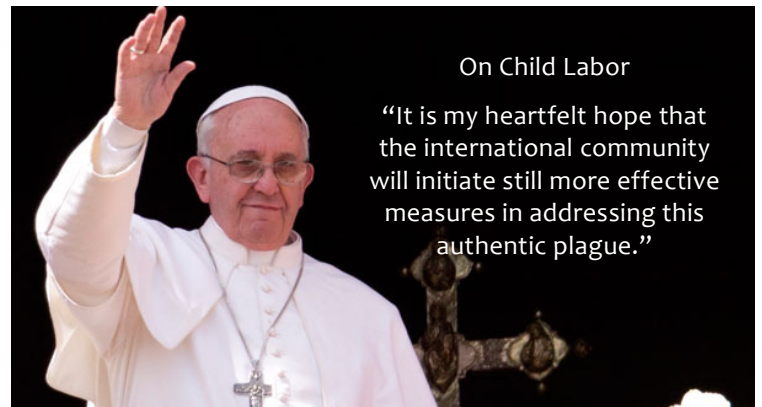 On Child Labor
“It is my heartfelt hope that
the international community
will initiate still more effective
measures in addressing this
authentic plague.”